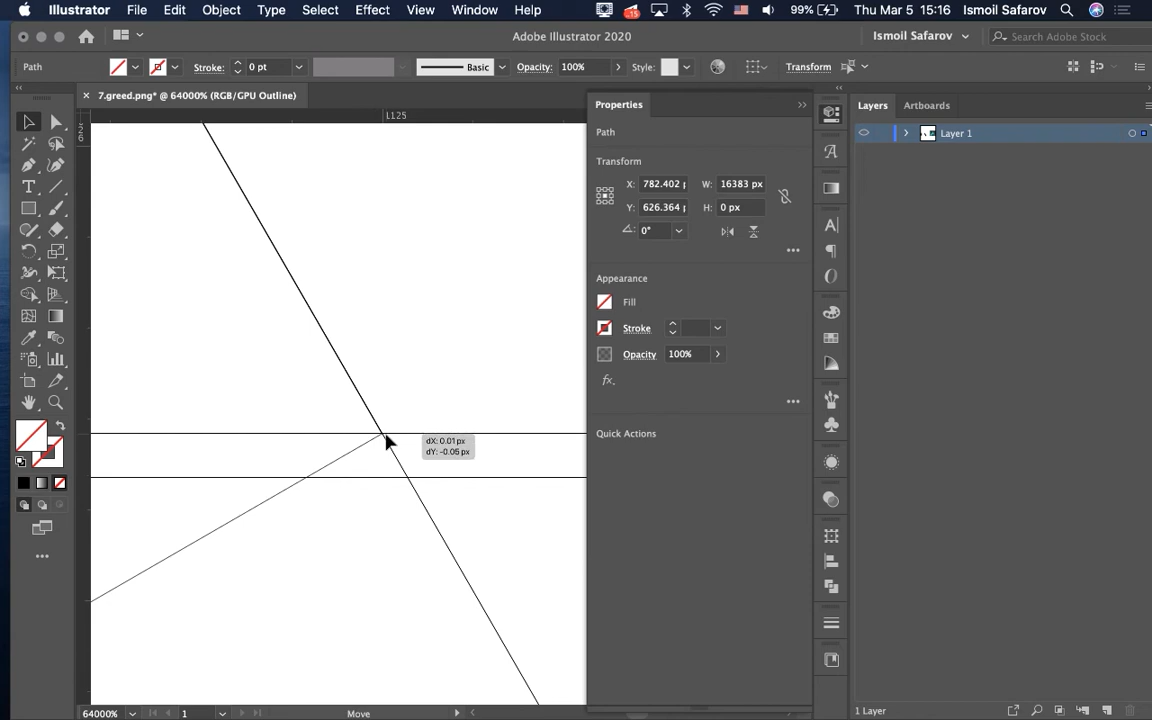 Illustrator File Edit Object Type Select Effect View Window Help 15 99% Thu Mar 5 15:16 Ismoil Safarov
Adobe Illustrator 2020 Ismoil Safarov Search Adobe Stock
Path Stroke: 0 pt Basic Opacity: 100% Style: Transform
7.greed.png* @ 64000% (RGB/GPU Outline) Properties Layers Artboards
1125
Path Layer 1
Transform
X: 782.402 W: 16383 px
Y: 626.364 H: 0 px
0°
Appearance
Fill
Stroke
Opacity 100%
fx.
Quick Actions
dX: 0.01 px
dY: -0.05 px
64000% 1 Move 1 Layer